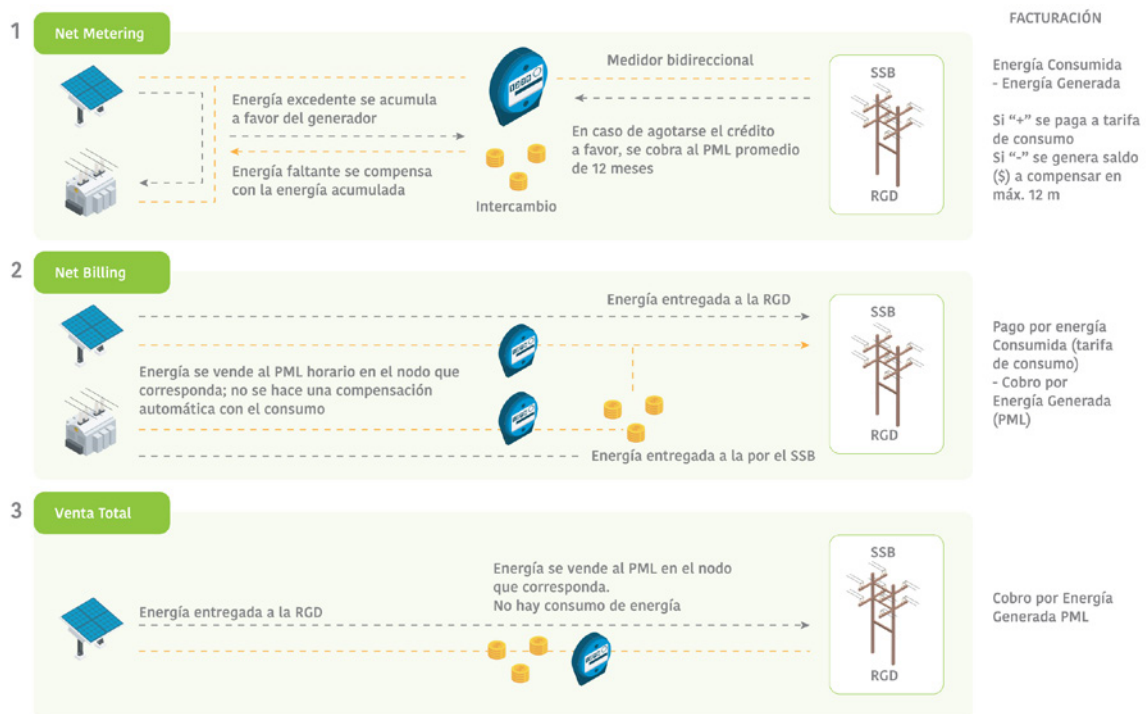 FACTURACIÓN
1
Net Metering
Energía excedente se acumula
a favor del generador
Energía faltante se compensa
con la energía acumulada
Intercambio
Medidor bidireccional
En caso de agotarse el crédito
a favor, se cobra al PML promedio
de 12 meses
SSB
RGD
Energía Consumida
- Energía Generada
Si “+” se paga a tarifa
de consumo
Si “-” se genera saldo
($) a compensar en
máx. 12 m
2
Net Billing
Energía entregada a la RGD
Energía se vende al PML horario en el nodo que
corresponda; no se hace una compensación
automática con el consumo
Energía entregada a la por el SSB
SSB
RGD
Pago por energía
Consumida (tarifa
de consumo)
- Cobro por
Energía Generada
(PML)
3
Venta Total
Energía entregada a la RGD
Energía se vende al PML en el nodo
que corresponda.
No hay consumo de energía
SSB
RGD
Cobro por Energía
Generada PML